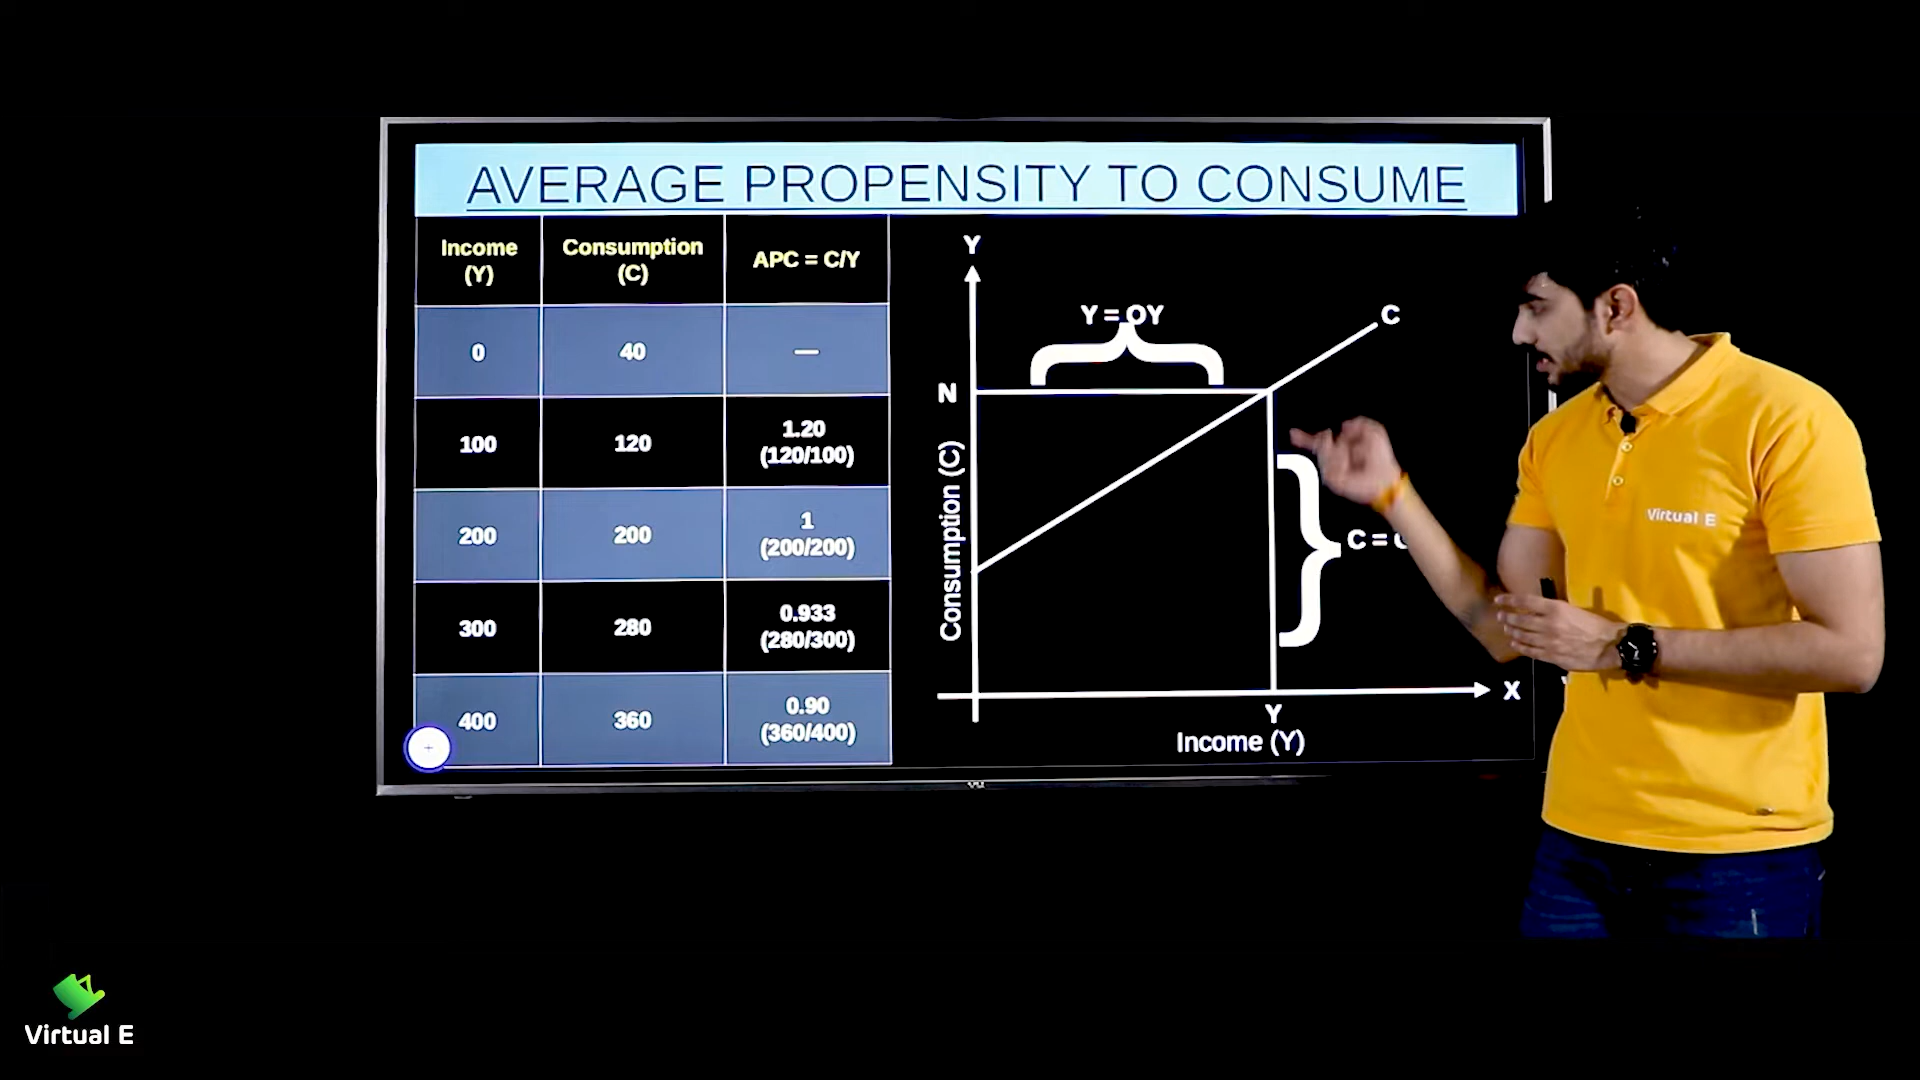 AVERAGE PROPENSITY TO CONSUME
Income
(Y)
Consumption
(C)
APC = C/Y
0
40
—
100
120
1.20
(120/100)
200
200
1
(200/200)
300
280
0.933
(280/300)
400
360
0.90
(360/400)
Y
Y = OY
C
N
Consumption (C)
C =
X
Y
Income (Y)
Virtual E
Virtual E